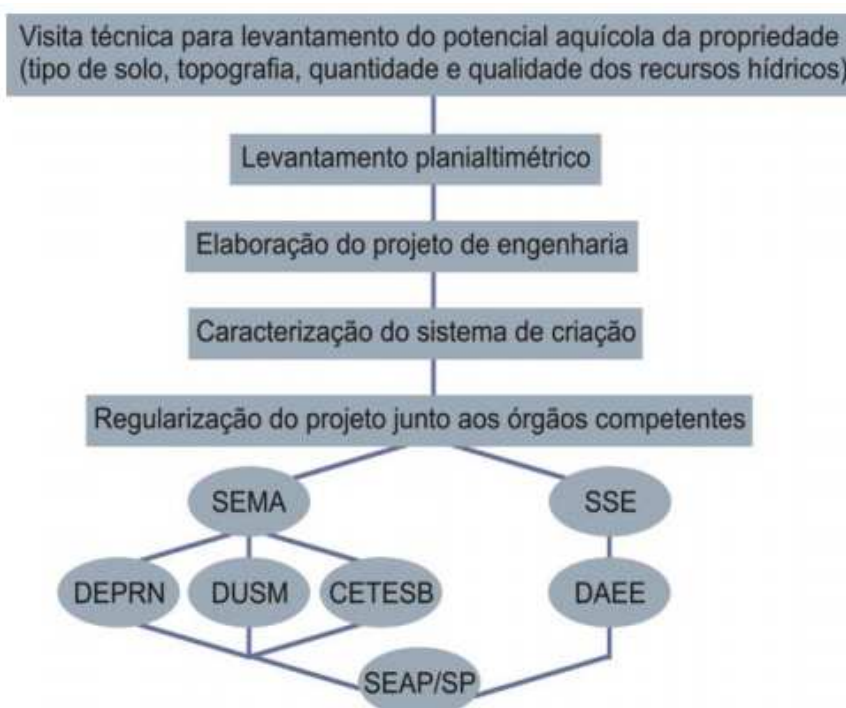 Visita técnica para levantamento do potencial aquícola da propriedade
(tipo de solo, topografia, quantidade e qualidade dos recursos hídricos)
Levantamento planialtimétrico
Elaboração do projeto de engenharia
Caracterização do sistema de criação
Regularização do projeto junto aos órgãos competentes
SEMA
SSE
DEPRN
DUSM
CETESB
DAEE
SEAP/SP